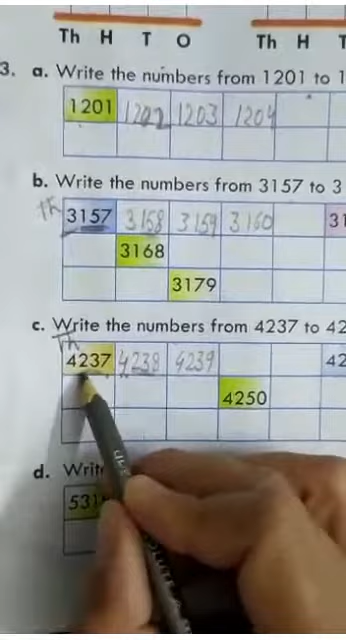 Th H T O Th H T
3. a. Write the numbers from 1201 to 1
1201 1202 1203 1204
b. Write the numbers from 3157 to 3
Th
3157 3158 3159 3160 31
3168
3179
c. Write the numbers from 4237 to 42
Th
4237 4238 4239 42
4250
d. Writ
531